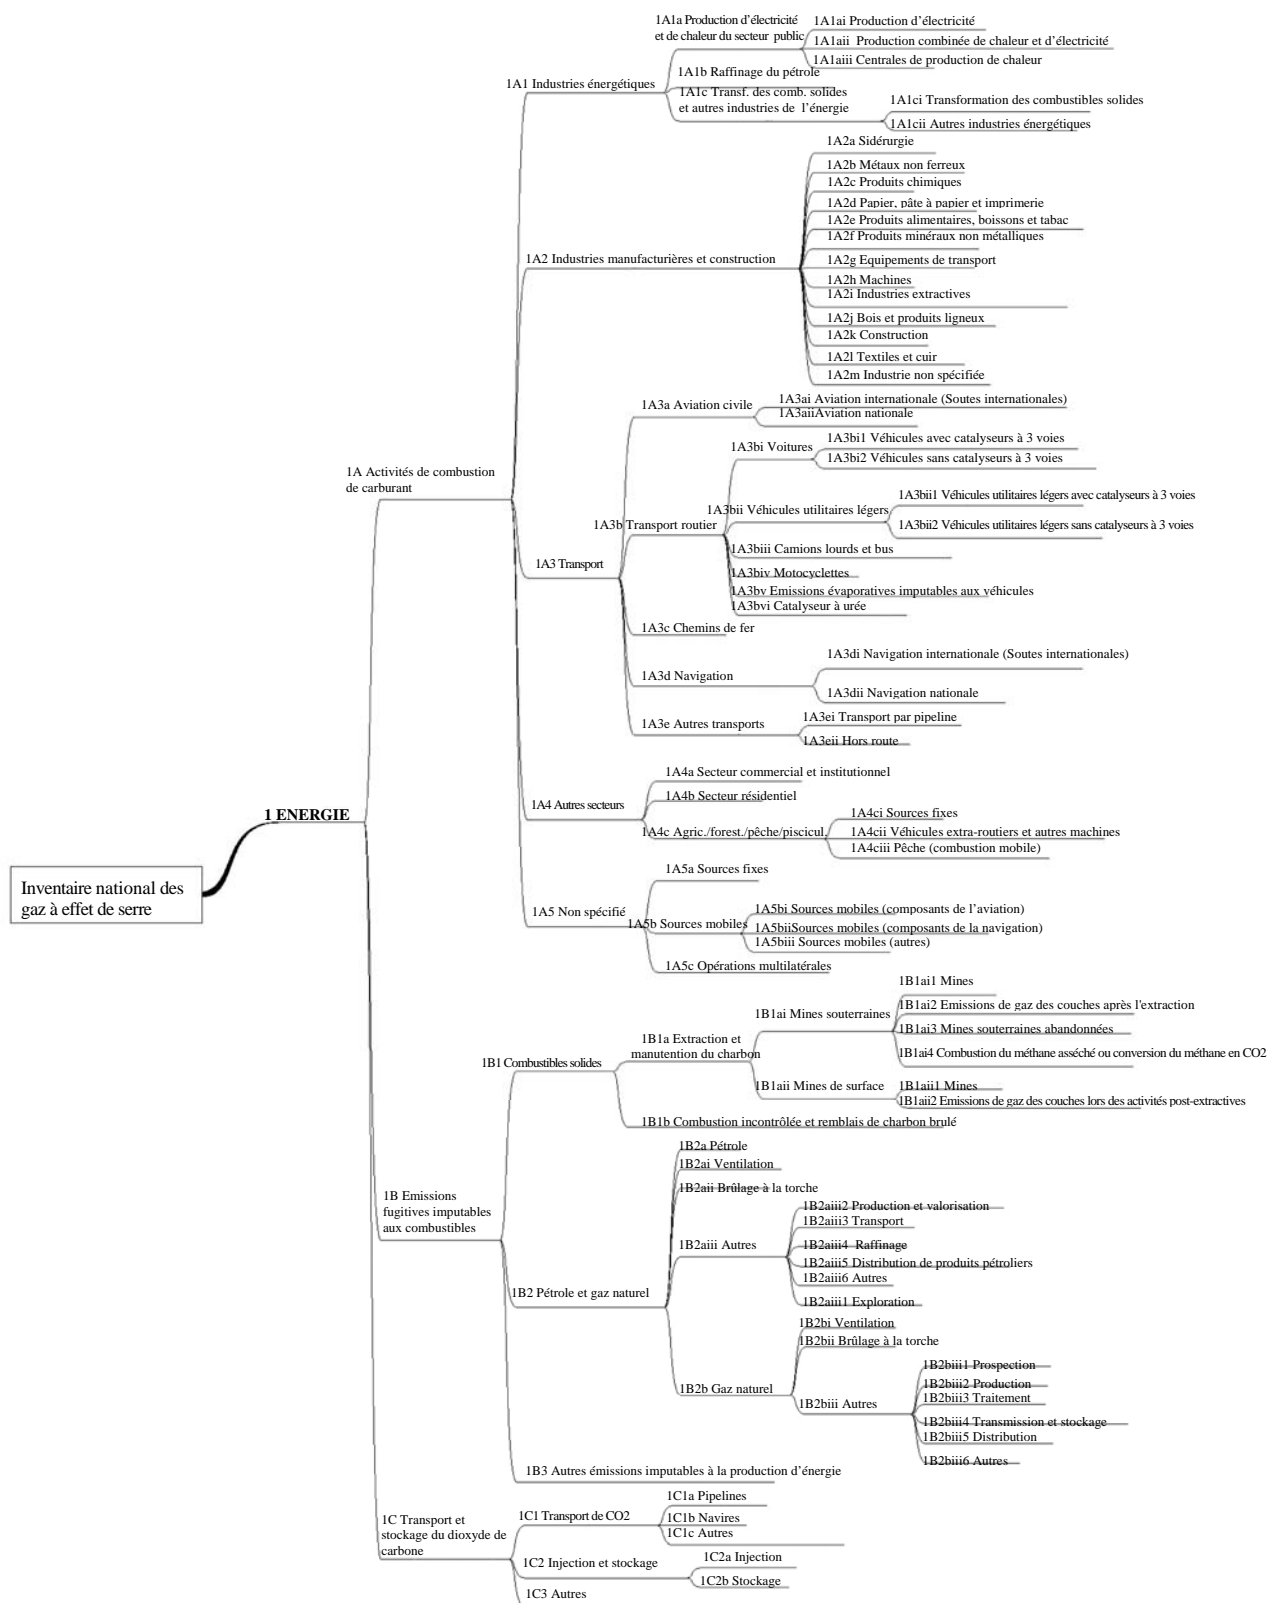 1A1a Production d’électricité
et de chaleur du secteur public
1A1ai Production d’électricité
1A1aii Production combinée de chaleur et d’électricité
1A1aiii Centrales de production de chaleur
1A1 Industries énergétiques
1A1b Raffinage du pétrole
1A1c Transf. des comb. solides
et autres industries de l’énergie
1A1ci Transformation des combustibles solides
1A1cii Autres industries énergétiques
1A2a Sidérurgie
1A2b Métaux non ferreux
1A2c Produits chimiques
1A2d Papier, pâte à papier et imprimerie
1A2e Produits alimentaires, boissons et tabac
1A2f Produits minéraux non métalliques
1A2 Industries manufacturières et construction
1A2g Equipements de transport
1A2h Machines
1A2i Industries extractives
1A2j Bois et produits ligneux
1A2k Construction
1A2l Textiles et cuir
1A2m Industrie non spécifiée
1A3a Aviation civile
1A3ai Aviation internationale (Soutes internationales)
1A3aiiAviation nationale
1A3bi Voitures
1A3bi1 Véhicules avec catalyseurs à 3 voies
1A3bi2 Véhicules sans catalyseurs à 3 voies
1A Activités de combustion
de carburant
1A3b Transport routier
1A3bii Véhicules utilitaires légers
1A3bii1 Véhicules utilitaires légers avec catalyseurs à 3 voies
1A3bii2 Véhicules utilitaires légers sans catalyseurs à 3 voies
1A3biii Camions lourds et bus
1A3 Transport
1A3biv Motocyclettes
1A3bv Emissions évaporatives imputables aux véhicules
1A3bvi Catalyseur à urée
1A3c Chemins de fer
1A3d Navigation
1A3di Navigation internationale (Soutes internationales)
1A3dii Navigation nationale
1A3e Autres transports
1A3ei Transport par pipeline
1A3eii Hors route
1A4a Secteur commercial et institutionnel
1A4b Secteur résidentiel
1A4 Autres secteurs
1A4c Agric./forest./pêche/piscicul.
1A4ci Sources fixes
1A4cii Véhicules extra-routiers et autres machines
1A4ciii Pêche (combustion mobile)
1 ENERGIE
Inventaire national des
gaz à effet de serre
1A5a Sources fixes
1A5 Non spécifié
1A5b Sources mobiles
1A5bi Sources mobiles (composants de l’aviation)
1A5biiSources mobiles (composants de la navigation)
1A5biii Sources mobiles (autres)
1A5c Opérations multilatérales
1B1ai1 Mines
1B1ai Mines souterraines
1B1ai2 Emissions de gaz des couches après l'extraction
1B1ai3 Mines souterraines abandonnées
1B1ai4 Combustion du méthane asséché ou conversion du méthane en CO2
1B1a Extraction et
manutention du charbon
1B1 Combustibles solides
1B1aii Mines de surface
1B1aii1 Mines
1B1aii2 Emissions de gaz des couches lors des activités post-extractives
1B1b Combustion incontrôlée et remblais de charbon brulé
1B2a Pétrole
1B2ai Ventilation
1B2aii Brûlage à la torche
1B Emissions
fugitives imputables
aux combustibles
1B2aiii Autres
1B2aiii2 Production et valorisation
1B2aiii3 Transport
1B2aiii4 Raffinage
1B2aiii5 Distribution de produits pétroliers
1B2aiii6 Autres
1B2aiii1 Exploration
1B2 Pétrole et gaz naturel
1B2bi Ventilation
1B2bii Brûlage à la torche
1B2b Gaz naturel
1B2biii Autres
1B2biii1 Prospection
1B2biii2 Production
1B2biii3 Traitement
1B2biii4 Transmission et stockage
1B2biii5 Distribution
1B2biii6 Autres
1B3 Autres émissions imputables à la production d’énergie
1C Transport et
stockage du dioxyde de
carbone
1C1 Transport de CO2
1C1a Pipelines
1C1b Navires
1C1c Autres
1C2 Injection et stockage
1C2a Injection
1C2b Stockage
1C3 Autres